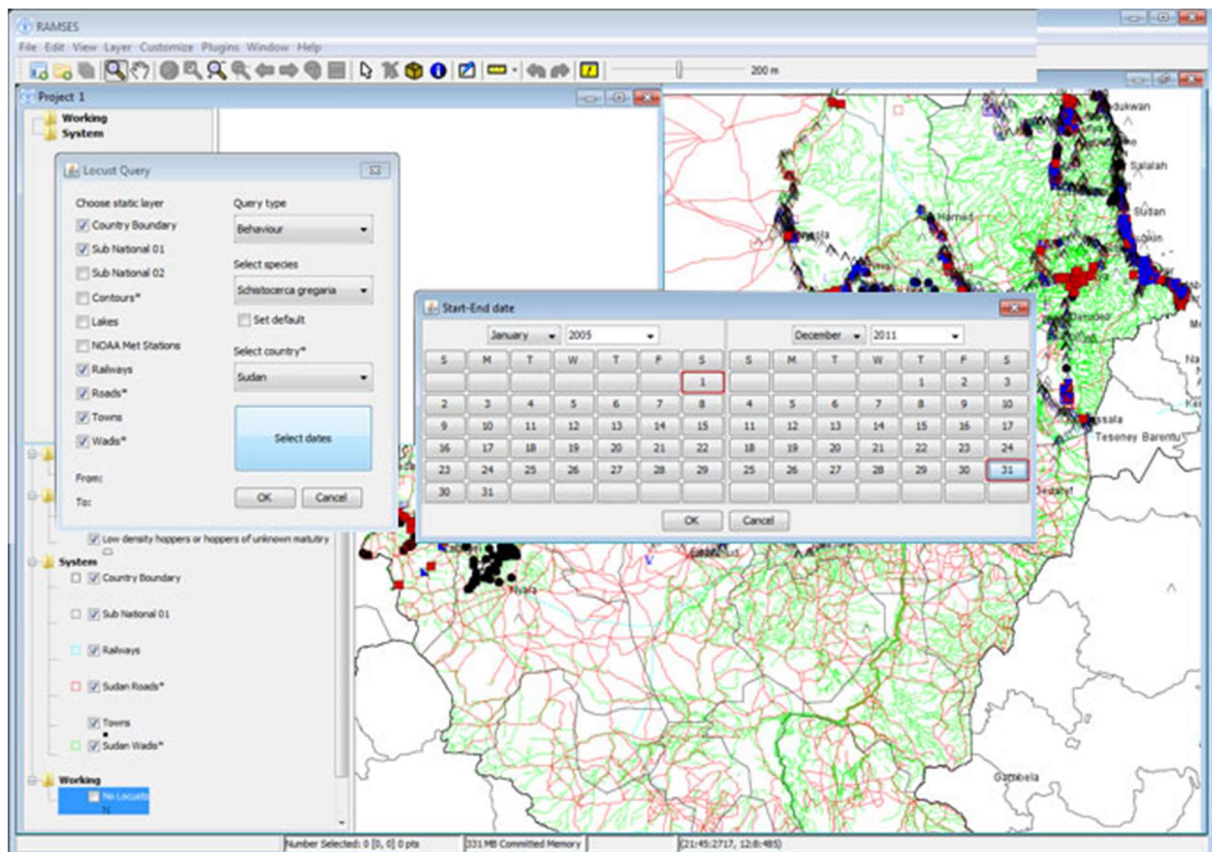 RAMSES
File Edit View Layer Customize Plugins Window Help
200 m
Project 1
Working
System
Locust Query
Choose static layer
Country Boundary
Sub National 01
Sub National 02
Contours*
Lakes
NOAA Met Stations
Railways
Roads*
Towns
Wadis*
From:
To:
Query type
Behaviour
Select species
Schistocerca gregaria
Set default
Select country*
Sudan
Select dates
OK Cancel
Start-End date
January 2005
S M T W T F S
1
2 3 4 5 6 7 8
9 10 11 12 13 14 15
16 17 18 19 20 21 22
23 24 25 26 27 28 29
30 31
December 2011
S M T W T F S
1 2 3
4 5 6 7 8 9 10
11 12 13 14 15 16 17
18 19 20 21 22 23 24
25 26 27 28 29 30 31
OK Cancel
Low density hoppers or hoppers of unknown matutry
System
Country Boundary
Sub National 01
Railways
Sudan Roads*
Towns
Sudan Wadis*
Working
No Locusts
N
dukwan
Salalah
Sudan
Hamed
Teseney Barentu
Nyala
Gambela
Number Selected: 0 [0, 0] 0 pts
331 MB Committed Memory
(21:45:2717, 12:8:485)